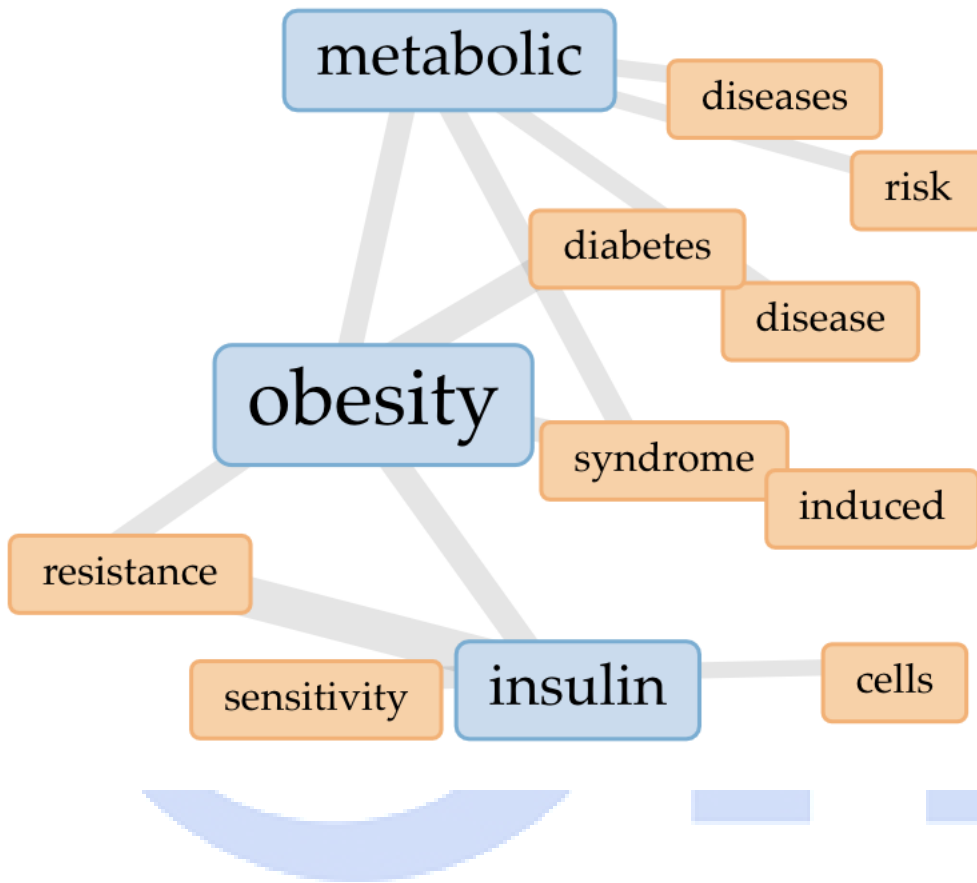 metabolic
diseases
risk
diabetes
disease
obesity
syndrome
induced
resistance
sensitivity
insulin
cells